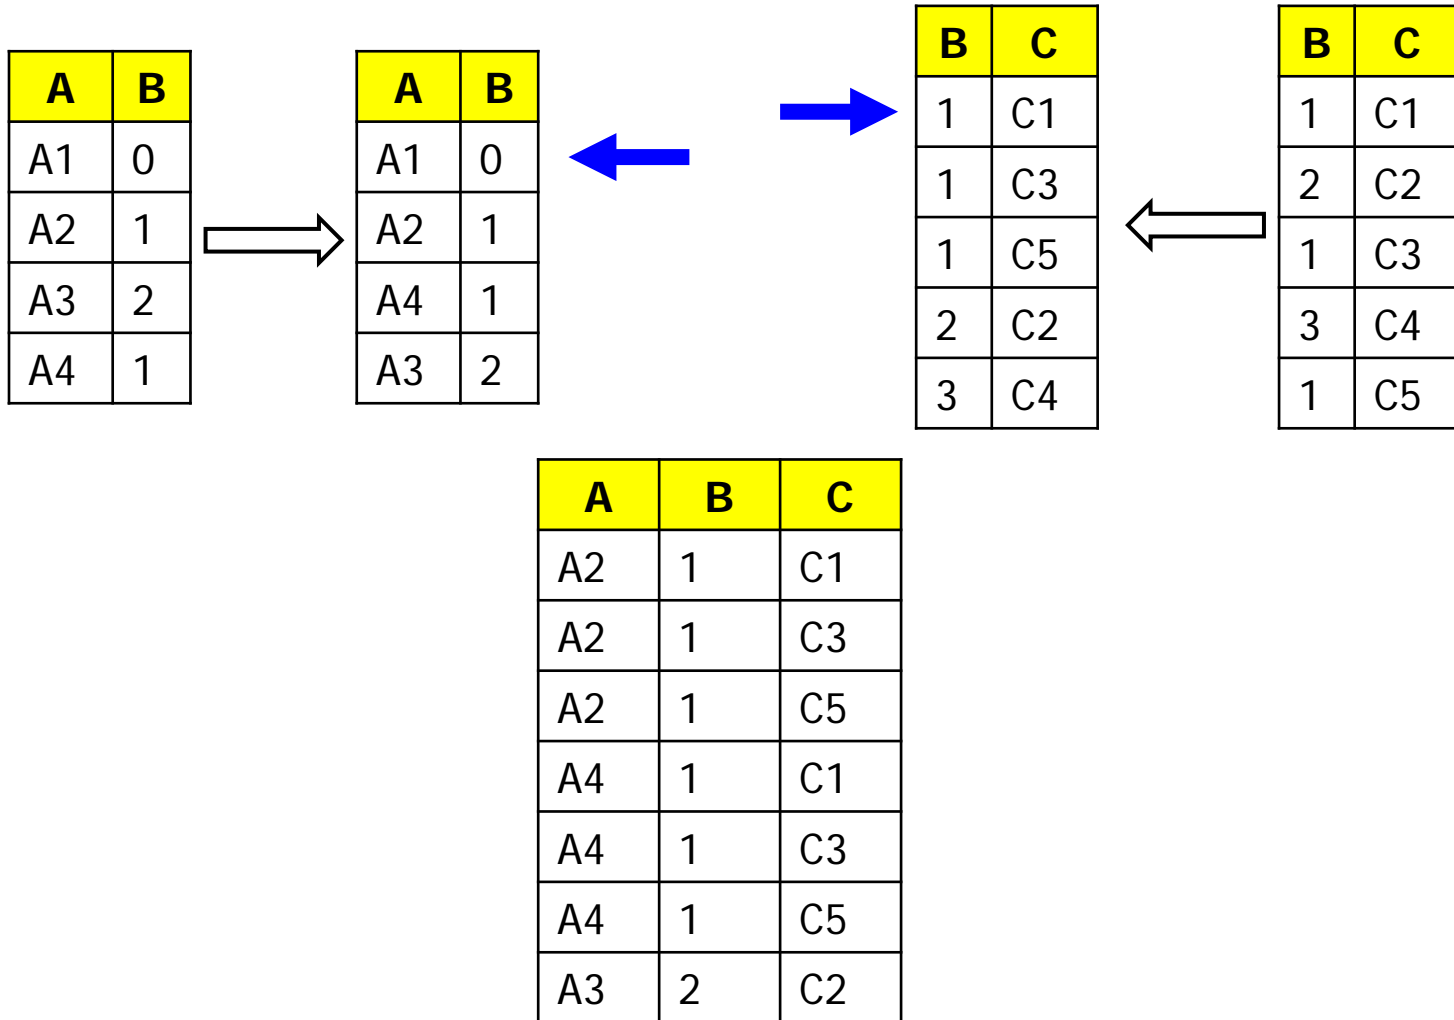 A B
A1 0
A2 1
A3 2
A4 1
A B
A1 0
A2 1
A4 1
A3 2
B C
1 C1
1 C3
1 C5
2 C2
3 C4
B C
1 C1
2 C2
1 C3
3 C4
1 C5
A B C
A2 1 C1
A2 1 C3
A2 1 C5
A4 1 C1
A4 1 C3
A4 1 C5
A3 2 C2